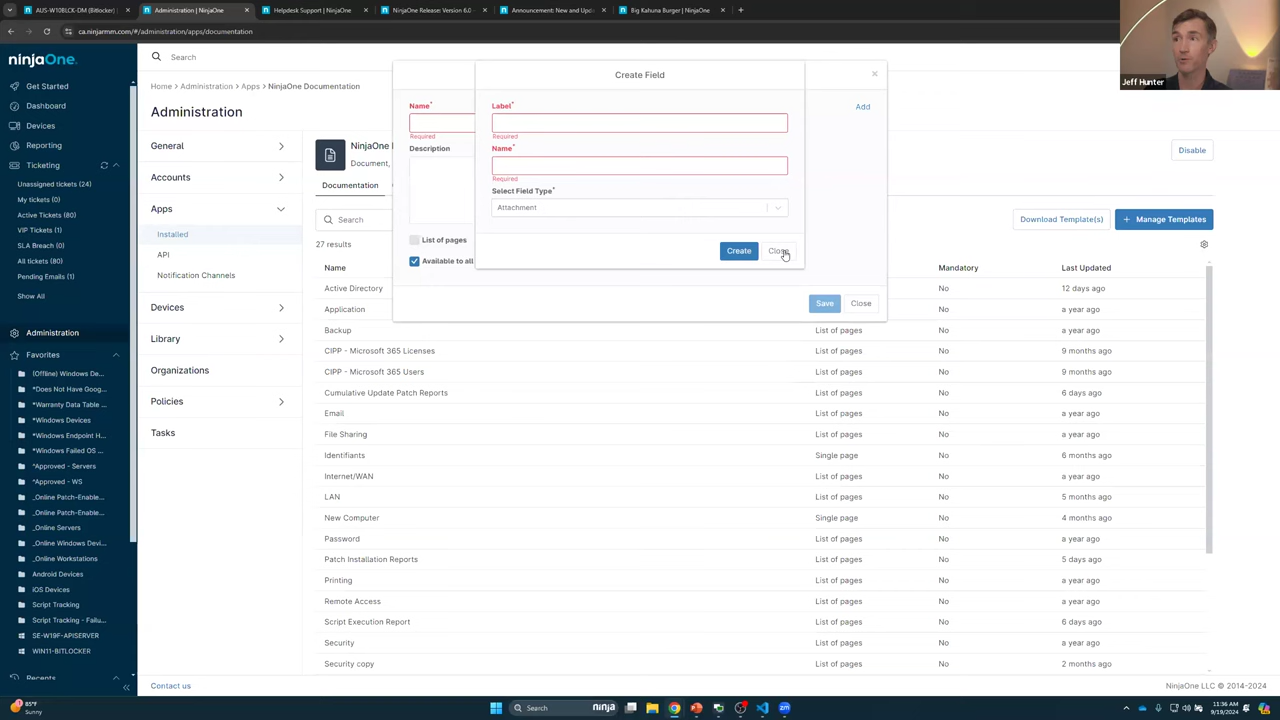 AUS-W10BLCK-DM (Bitlocker) |
Administration | NinjaOne
Helpdesk Support | NinjaOne
NinjaOne Release: Version 6.0 -
Announcement: New and Upd
Big Kahuna Burger | NinjaOne
ca.ninjarmm.com/#/administration/apps/documentation
Jeff Hunter
ninjaOne
Get Started
Dashboard
Devices
Reporting
Ticketing
Unassigned tickets (24)
My tickets (0)
Active Tickets (80)
VIP Tickets (1)
SLA Breach (0)
All tickets (80)
Pending Emails (1)
Show All
Administration
Favorites
(Offline) Windows De...
*Does Not Have Goog...
*Warranty Data Table ...
*Windows Devices
*Windows Endpoint H...
*Windows Failed OS ...
^Approved - Servers
^Approved - WS
_Online Patch-Enable...
_Online Patch-Enable...
_Online Servers
_Online Windows Devi...
_Online Workstations
Android Devices
iOS Devices
Script Tracking
Script Tracking - Failu...
SE-W19F-APISERVER
WIN11-BITLOCKER
Recents
Search
Home > Administration > Apps > NinjaOne Documentation
Administration
General
Accounts
Apps
Installed
API
Notification Channels
Devices
Library
Organizations
Policies
Tasks
NinjaOne
Document,
Disable
Documentation
Search
Download Template(s)
+ Manage Templates
27 results
Create Field
Add
Name*
Required
Description
List of pages
Available to all
Label*
Required
Name*
Required
Select Field Type*
Attachment
Create
Close
Save
Close
Name Mandatory Last Updated
Active Directory No 12 days ago
Application No a year ago
Backup List of pages No a year ago
CIPP - Microsoft 365 Licenses List of pages No 9 months ago
CIPP - Microsoft 365 Users List of pages No 9 months ago
Cumulative Update Patch Reports List of pages No 6 days ago
Email List of pages No a year ago
File Sharing List of pages No a year ago
Identifiants Single page No 6 months ago
Internet/WAN List of pages No a year ago
LAN List of pages No 5 months ago
New Computer Single page No 4 months ago
Password List of pages No a year ago
Patch Installation Reports List of pages No 5 days ago
Printing List of pages No a year ago
Remote Access List of pages No a year ago
Script Execution Report List of pages No 6 days ago
Security List of pages No a year ago
Security copy List of pages No 2 months ago
Contact us
NinjaOne LLC © 2014-2024
85°F
Sunny
Search
ninja
11:36 AM
9/19/2024